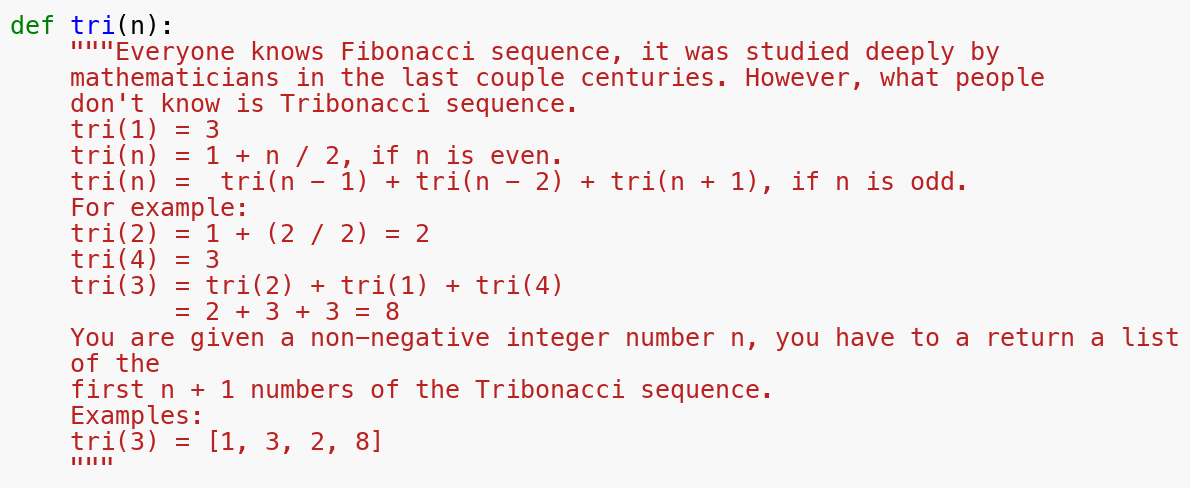 def tri(n):
    """Everyone knows Fibonacci sequence, it was studied deeply by
    mathematicians in the last couple centuries. However, what people
    don't know is Tribonacci sequence.
    tri(1) = 3
    tri(n) = 1 + n / 2, if n is even.
    tri(n) =  tri(n − 1) + tri(n − 2) + tri(n + 1), if n is odd.
    For example:
    tri(2) = 1 + (2 / 2) = 2
    tri(4) = 3
    tri(3) = tri(2) + tri(1) + tri(4)
           = 2 + 3 + 3 = 8
    You are given a non−negative integer number n, you have to a return a list
    of the
    first n + 1 numbers of the Tribonacci sequence.
    Examples:
    tri(3) = [1, 3, 2, 8]
    """